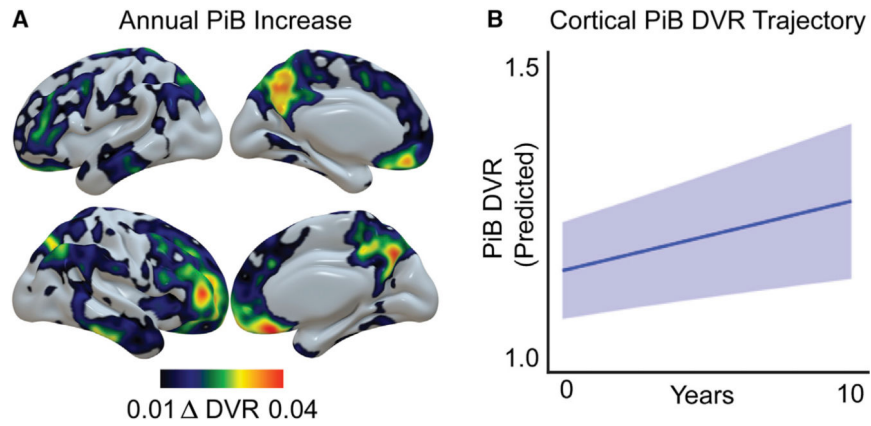 A Annual PiB Increase
0.01 Δ DVR 0.04
B Cortical PiB DVR Trajectory
1.5
PiB DVR
(Predicted)
1.0
0 Years 10